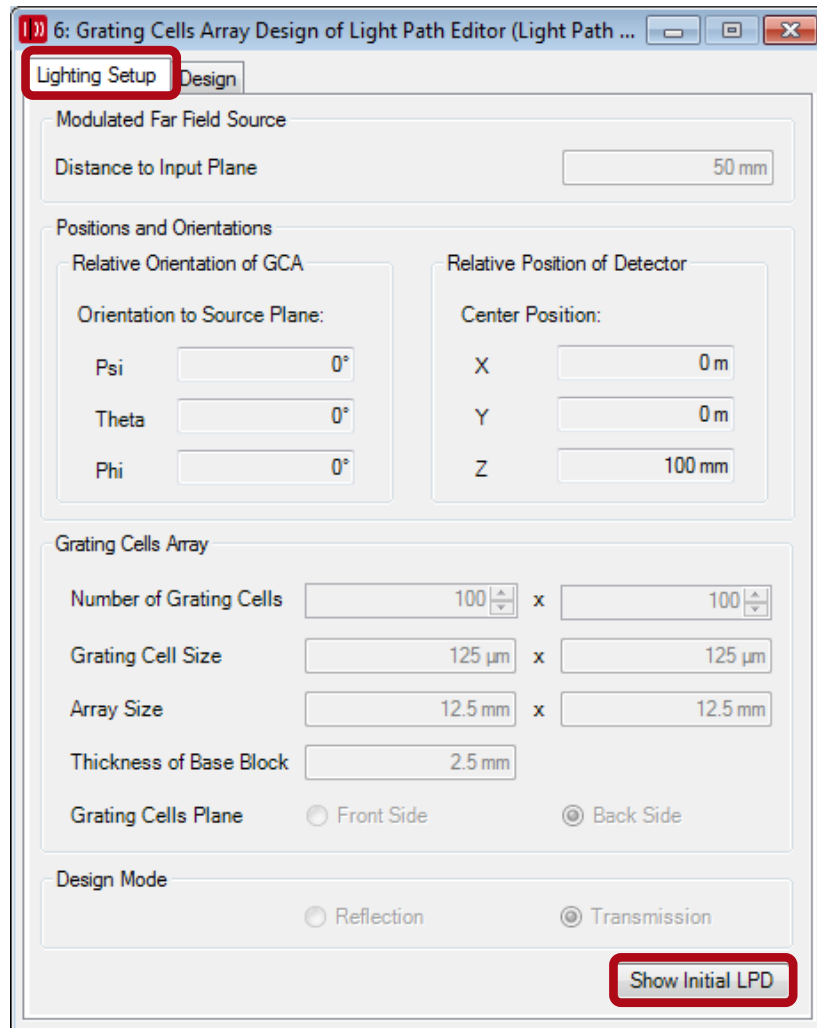 6: Grating Cells Array Design of Light Path Editor (Light Path ...
Lighting Setup Design
Modulated Far Field Source
Distance to Input Plane 50 mm
Positions and Orientations
Relative Orientation of GCA Relative Position of Detector
Orientation to Source Plane: Center Position:
Psi 0° X 0 m
Theta 0° Y 0 m
Phi 0° Z 100 mm
Grating Cells Array
Number of Grating Cells 100 x 100
Grating Cell Size 125 µm x 125 µm
Array Size 12.5 mm x 12.5 mm
Thickness of Base Block 2.5 mm
Grating Cells Plane Front Side Back Side
Design Mode
Reflection Transmission
Show Initial LPD